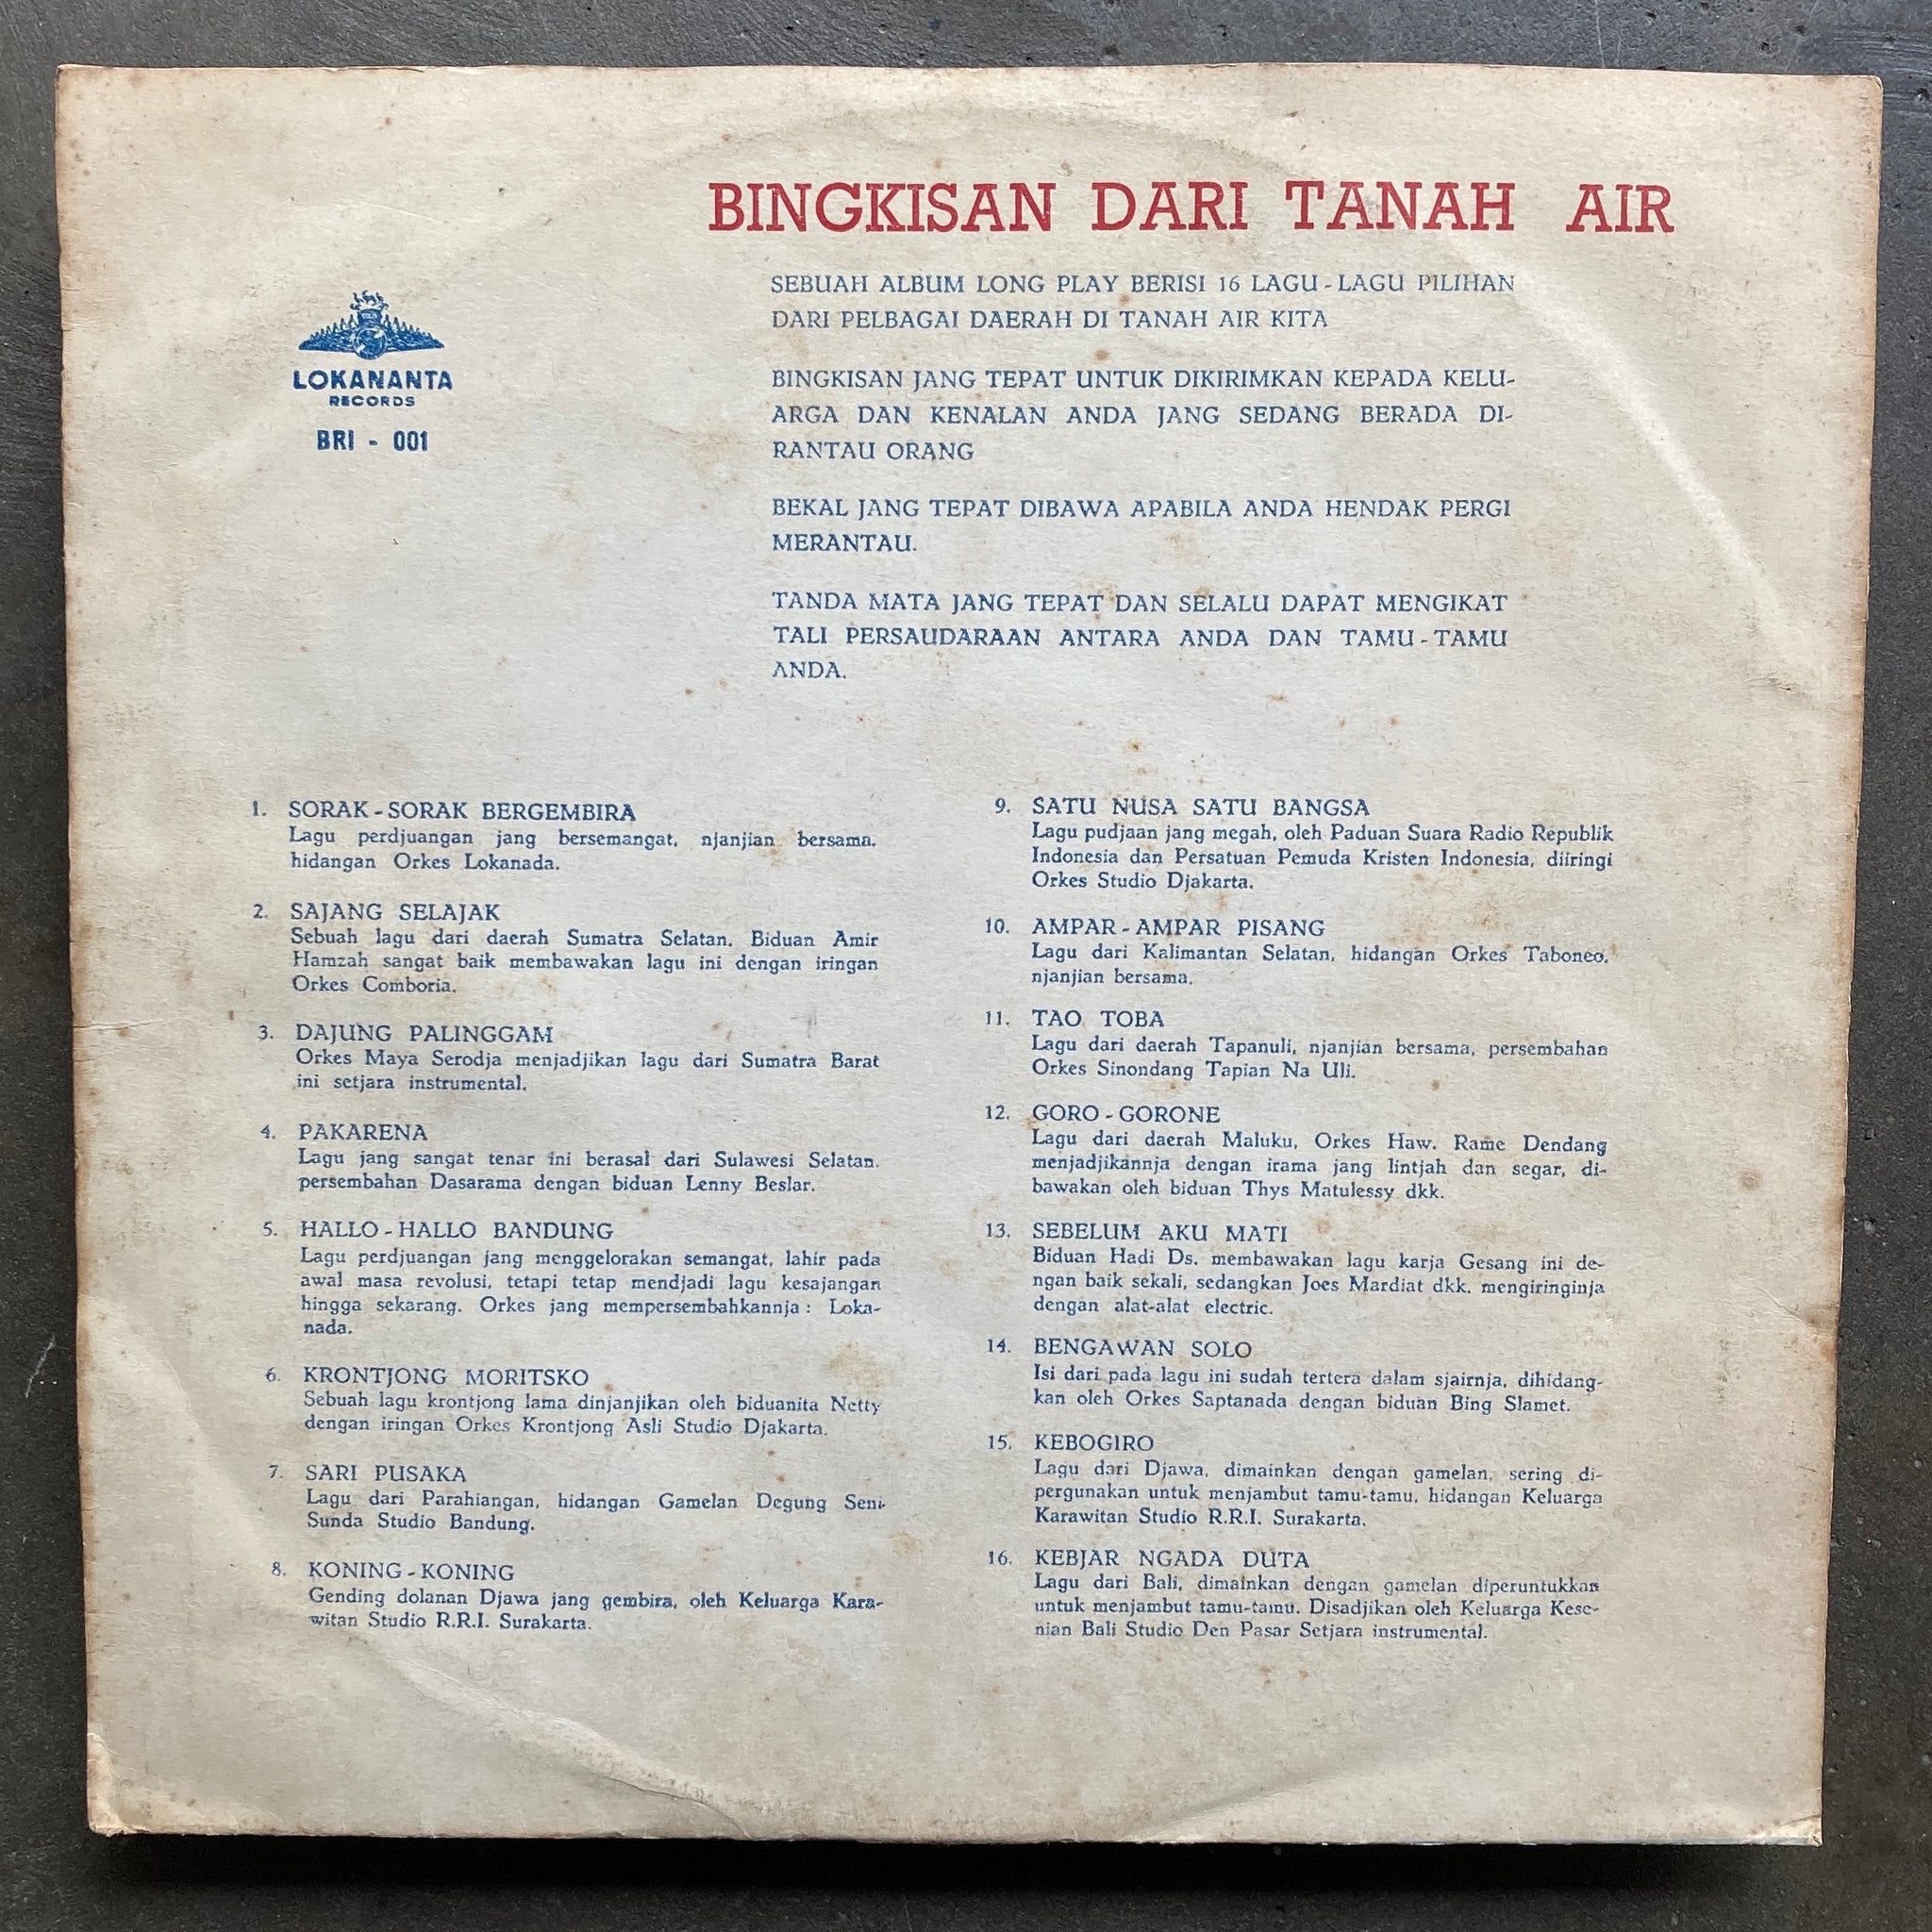 BINGKISAN DARI TANAH AIR
SEBUAH ALBUM LONG PLAY BERISI 16 LAGU-LAGU PILIHAN
DARI PELBAGAI DAERAH DI TANAH AIR KITA
BINGKISAN JANG TEPAT UNTUK DIKIRIMKAN KEPADA KELU-
ARGA DAN KENALAN ANDA JANG SEDANG BERADA DI-
RANTAU ORANG
BEKAL JANG TEPAT DIBAWA APABILA ANDA HENDAK PERGI
MERANTAU.
TANDA MATA JANG TEPAT DAN SELALU DAPAT MENGIKAT
TALI PERSAUDARAAN ANTARA ANDA DAN TAMU-TAMU
ANDA.
LOKANANTA
RECORDS
BRI - 001
1. SORAK-SORAK BERGEMBIRA
Lagu perdjuangan jang bersemangat, njanjian bersama.
hidangan Orkes Lokanada.
2. SAJANG SELAJAK
Sebuah lagu dari daerah Sumatra Selatan. Biduan Amir
Hamzah sangat baik membawakan lagu ini dengan iringan
Orkes Comboria.
3. DAJUNG PALINGGAM
Orkes Maya Serodja menjadjikan lagu dari Sumatra Barat
ini setjara instrumental.
4. PAKARENA
Lagu jang sangat tenar ini berasal dari Sulawesi Selatan.
persembahan Dasarama dengan biduan Lenny Beslar.
5. HALLO-HALLO BANDUNG
Lagu perdjuangan jang menggelorakan semangat, lahir pada
awal masa revolusi, tetapi tetap mendjadi lagu kesajangan
hingga sekarang. Orkes jang mempersembahkannja : Loka-
nada.
6. KRONTJONG MORITSKO
Sebuah lagu krontjong lama dinjanjikan oleh biduanita Netty
dengan iringan Orkes Krontjong Asli Studio Djakarta.
7. SARI PUSAKA
Lagu dari Parahiangan, hidangan Gamelan Degung Seni
Sunda Studio Bandung.
8. KONING-KONING
Gending dolanan Djawa jang gembira, oleh Keluarga Kara-
witan Studio R.R.I. Surakarta.
9. SATU NUSA SATU BANGSA
Lagu pudjaan jang megah, oleh Paduan Suara Radio Republik
Indonesia dan Persatuan Pemuda Kristen Indonesia, diiringi
Orkes Studio Djakarta.
10. AMPAR-AMPAR PISANG
Lagu dari Kalimantan Selatan, hidangan Orkes Taboneo.
njanjian bersama.
11. TAO TOBA
Lagu dari daerah Tapanuli, njanjian bersama, persembahan
Orkes Sinondang Tapian Na Uli.
12. GORO-GORONE
Lagu dari daerah Maluku, Orkes Haw. Rame Dendang
menjadjikannja dengan irama jang lintjah dan segar, di-
bawakan oleh biduan Thys Matulessy dkk.
13. SEBELUM AKU MATI
Biduan Hadi Ds. membawakan lagu karja Gesang ini de-
ngan baik sekali, sedangkan Joes Mardiat dkk. mengiringinja
dengan alat-alat electric.
14. BENGAWAN SOLO
Isi dari pada lagu ini sudah tertera dalam sjairnja, dihidang-
kan oleh Orkes Saptanada dengan biduan Bing Slamet.
15. KEBOGIRO
Lagu dari Djawa, dimainkan dengan gamelan, sering di-
pergunakan untuk menjambut tamu-tamu, hidangan Keluarga
Karawitan Studio R.R.I. Surakarta.
16. KEBJAR NGADA DUTA
Lagu dari Bali, dimainkan dengan gamelan diperuntukkan
untuk menjambut tamu-tamu. Disadjikan oleh Keluarga Kese-
nian Bali Studio Den Pasar Setjara instrumental.